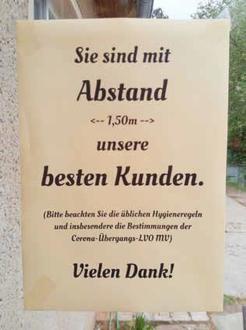 Sie sind mit
Abstand
<-- 1,50m -->
unsere
besten Kunden.
(Bitte beachten Sie die üblichen Hygieneregeln
und insbesondere die Bestimmungen der
Corona-Übergangs-LVO MV)
Vielen Dank!